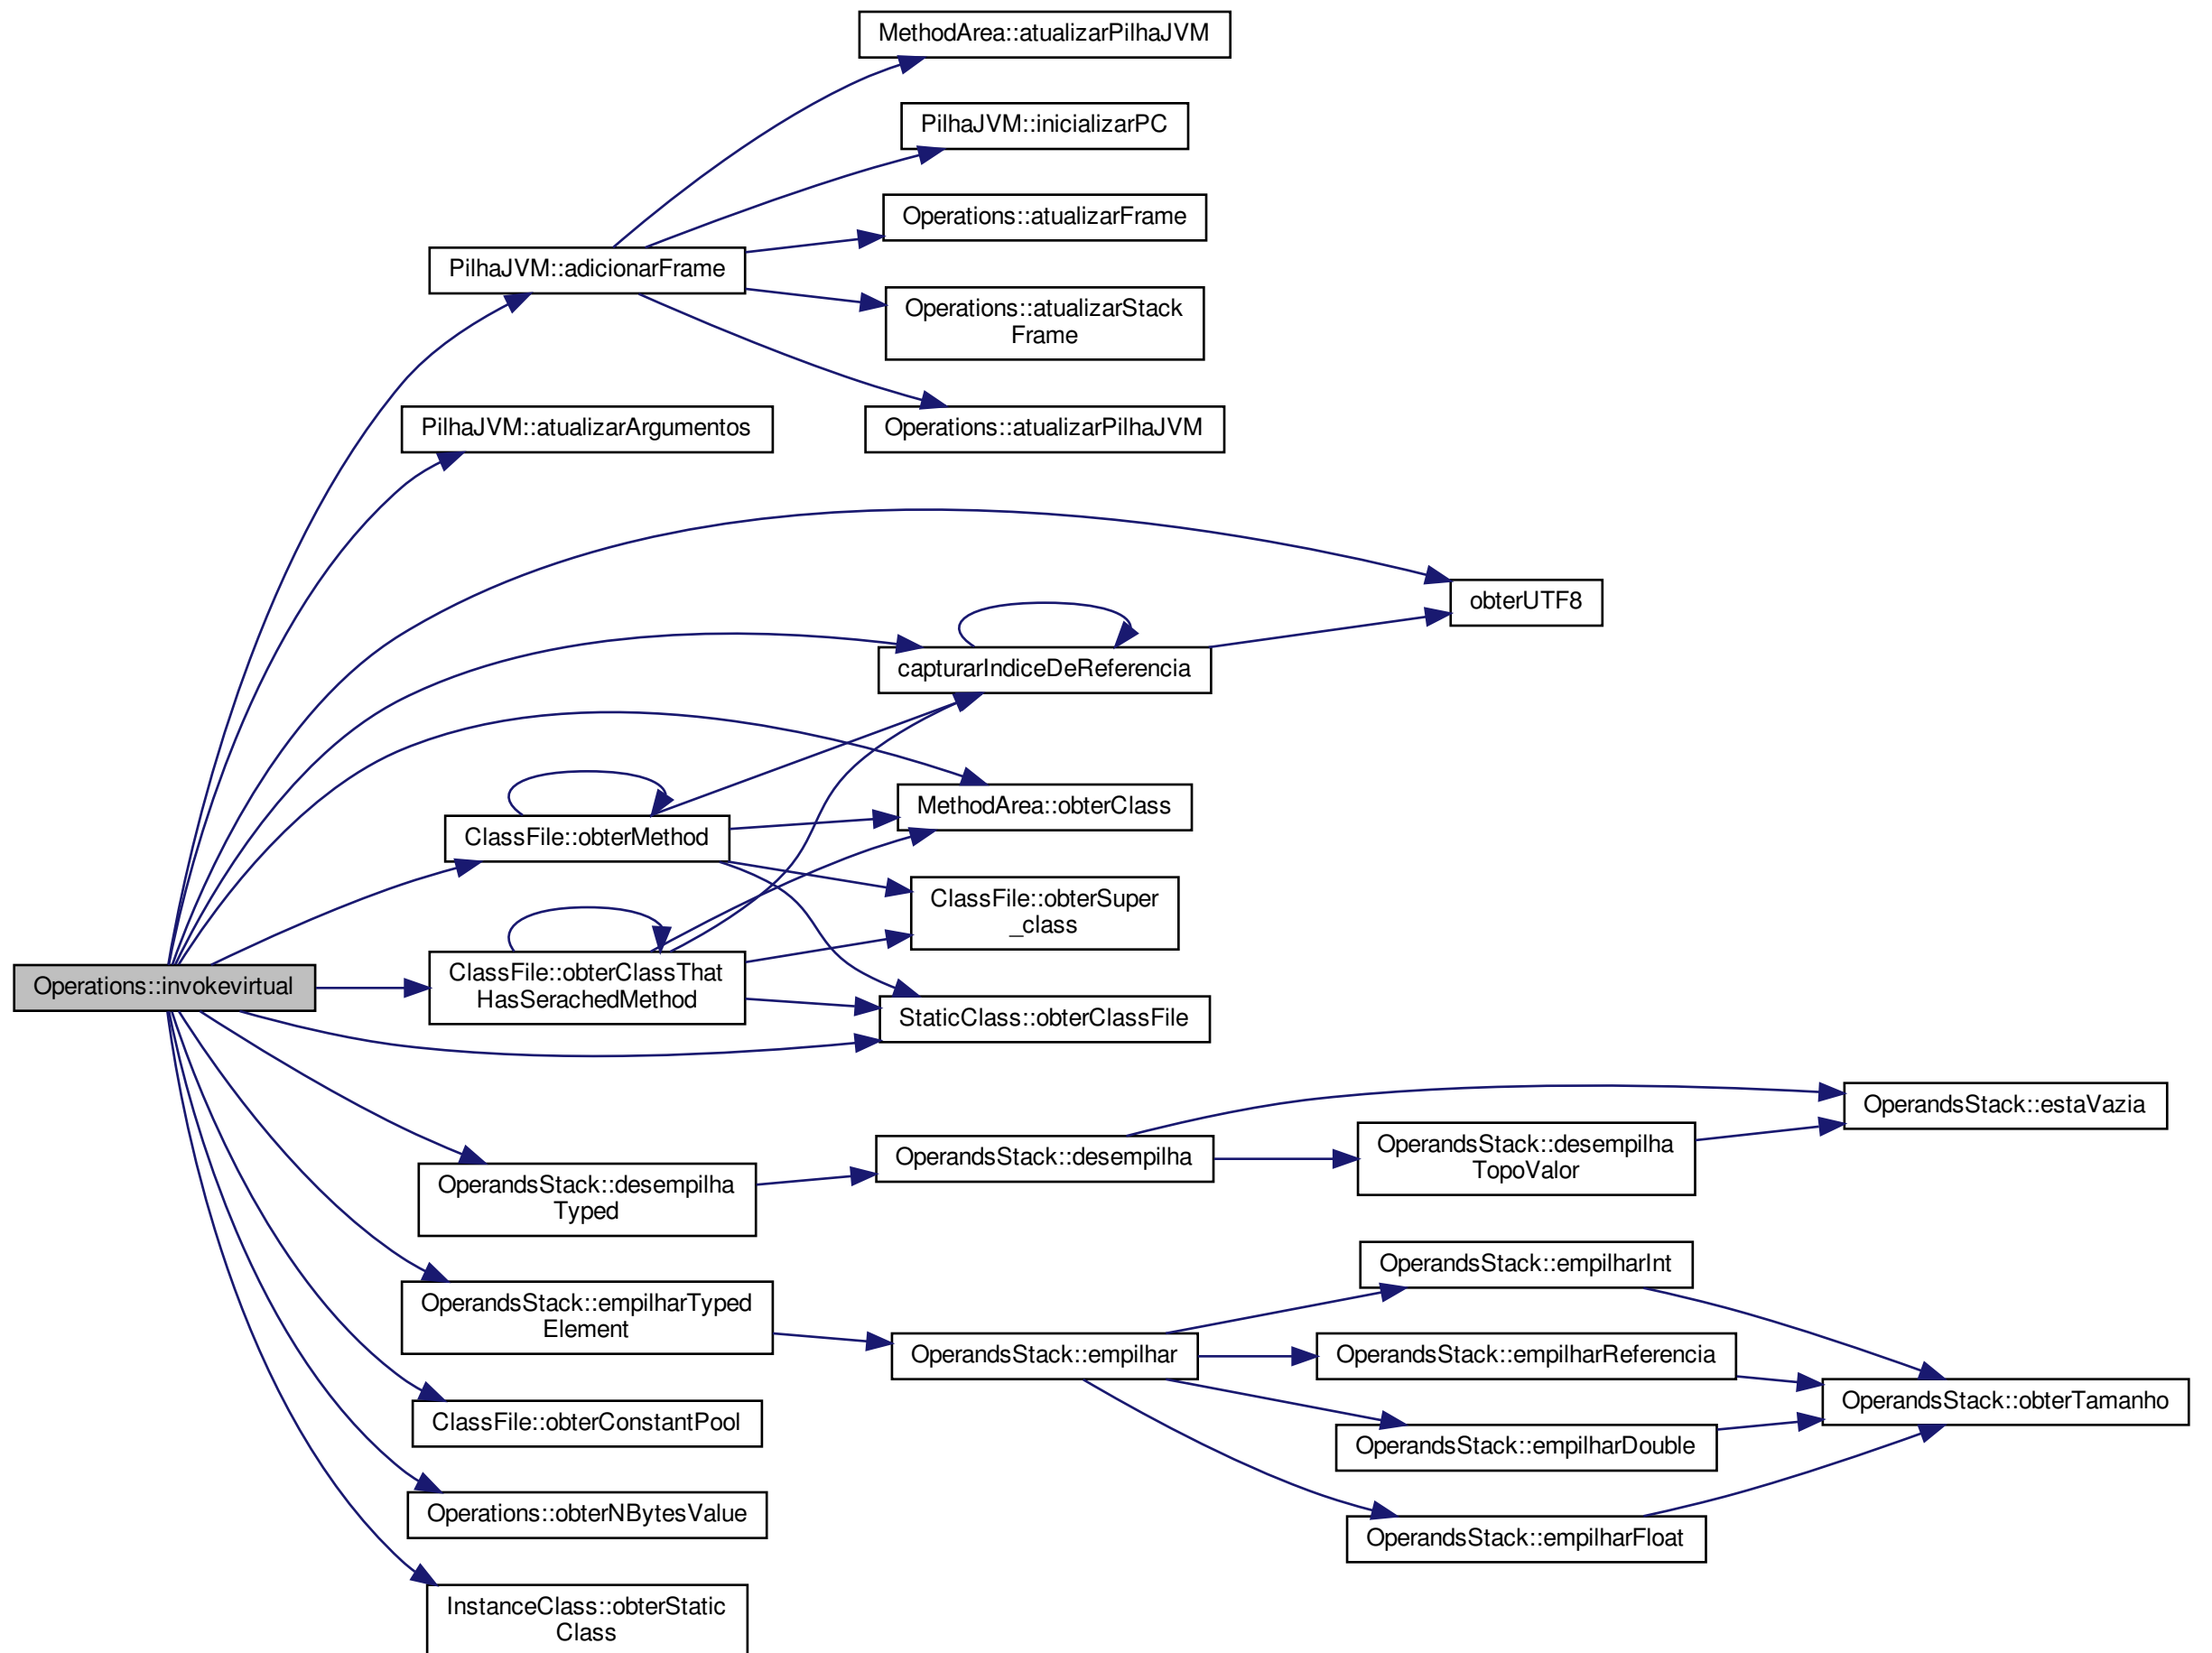 MethodArea::atualizarPilhaJVM
PilhaJVM::inicializarPC
Operations::atualizarFrame
PilhaJVM::adicionarFrame
Operations::atualizarStack
Frame
PilhaJVM::atualizarArgumentos
Operations::atualizarPilhaJVM
obterUTF8
capturarIndiceDeReferencia
MethodArea::obterClass
ClassFile::obterMethod
ClassFile::obterSuper
_class
ClassFile::obterClassThat
HasSerachedMethod
Operations::invokevirtual
StaticClass::obterClassFile
OperandsStack::estaVazia
OperandsStack::desempilha
OperandsStack::desempilha
TopoValor
OperandsStack::desempilha
Typed
OperandsStack::empilharInt
OperandsStack::empilharTyped
Element
OperandsStack::empilhar
OperandsStack::empilharReferencia
OperandsStack::obterTamanho
ClassFile::obterConstantPool
OperandsStack::empilharDouble
Operations::obterNBytesValue
OperandsStack::empilharFloat
InstanceClass::obterStatic
Class